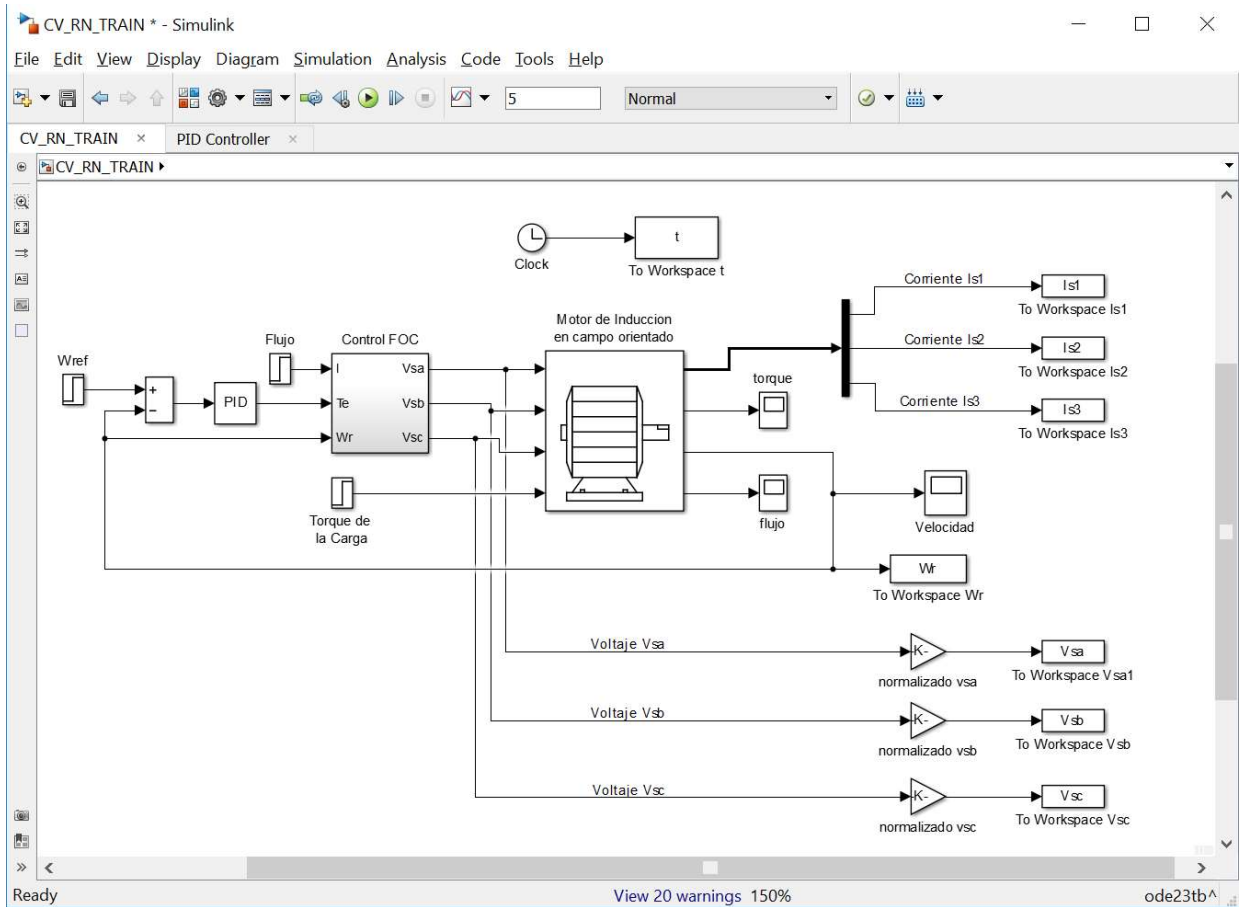 CV_RN_TRAIN * - Simulink
File Edit View Display Diagram Simulation Analysis Code Tools Help
5 Normal
CV_RN_TRAIN × PID Controller ×
CV_RN_TRAIN
t
Clock
To Workspace t
Corriente Is1
Is1
To Workspace Is1
Motor de Induccion
en campo orientado
Flujo
Control FOC
Corriente Is2
Is2
To Workspace Is2
Wref
I
Vsa
torque
+
−
PID
Te
Vsb
Corriente Is3
Is3
To Workspace Is3
Wr
Vsc
Torque de
la Carga
flujo
Velocidad
Wr
To Workspace Wr
Voltaje Vsa
-K-
Vsa
normalizado vsa
To Workspace Vsa1
Voltaje Vsb
-K-
Vsb
normalizado vsb
To Workspace Vsb
Voltaje Vsc
-K-
Vsc
normalizado vsc
To Workspace Vsc
Ready
View 20 warnings 150%
ode23tb^